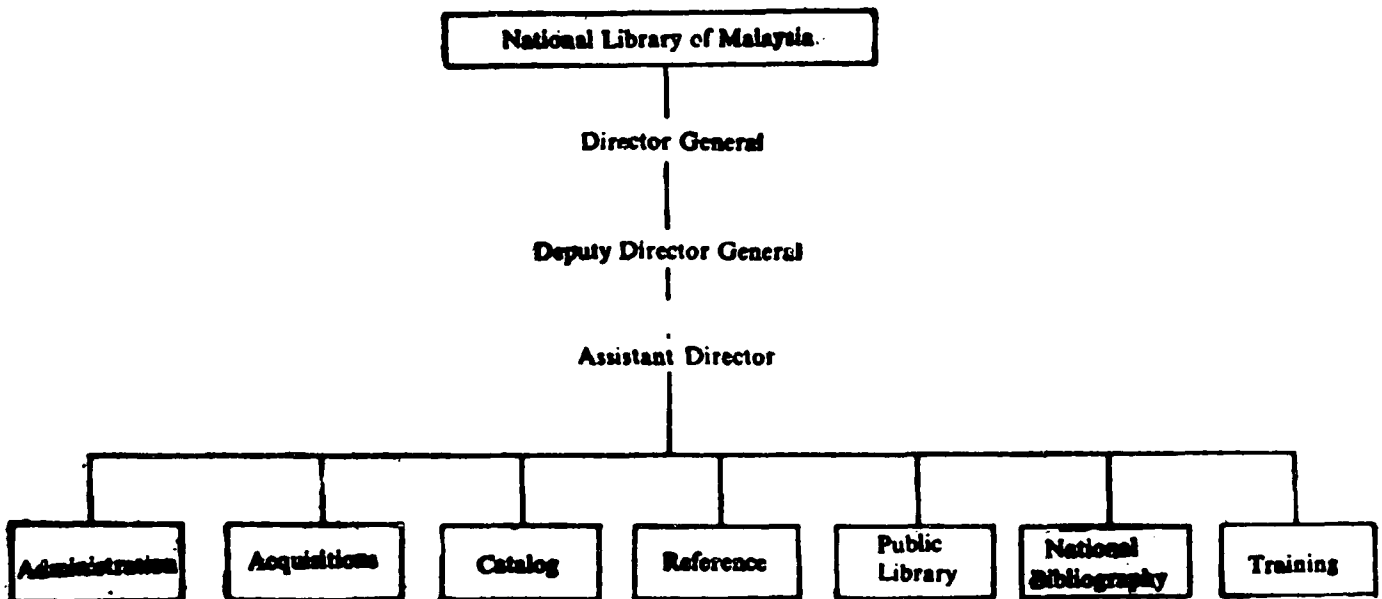 National Library of Malaysia
Director General
Deputy Director General
Assistant Director
Administration
Acquisitions
Catalog
Reference
Public
Library
National
Bibliography
Training